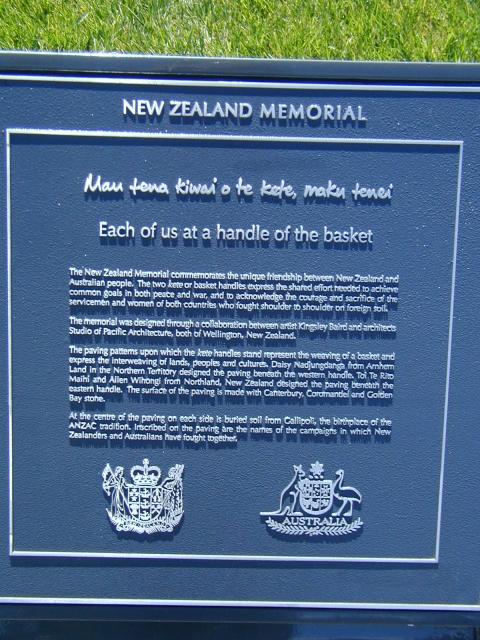 NEW ZEALAND MEMORIAL
Mau tena kiwai o te kete, maku tenei
Each of us at a handle of the basket
The New Zealand Memorial commemorates the unique friendship between New Zealand and
Australian people. The two kete or basket handles express the shared effort needed to achieve
common goals in both peace and war, and to acknowledge the courage and sacrifice of the
servicemen and women of both countries who fought shoulder to shoulder on foreign soil.
The memorial was designed through a collaboration between artist Kingsley Baird and architects
Studio of Pacific Architecture, both of Wellington, New Zealand.
The paving patterns upon which the kete handles stand represent the weaving of a basket and
express the interweaving of lands, peoples and cultures. Daisy Nadjungdanga from Arnhem
Land in the Northern Territory designed the paving beneath the western handle. Toi Te Rito
Maihi and Allen Wihongi from Northland, New Zealand designed the paving beneath the
eastern handle. The surface of the paving is made with Canterbury, Coromandel and Golden
Bay stone.
At the centre of the paving on each side is buried soil from Gallipoli, the birthplace of the
ANZAC tradition. Inscribed on the paving are the names of the campaigns in which New
Zealanders and Australians have fought together.
AUSTRALIA